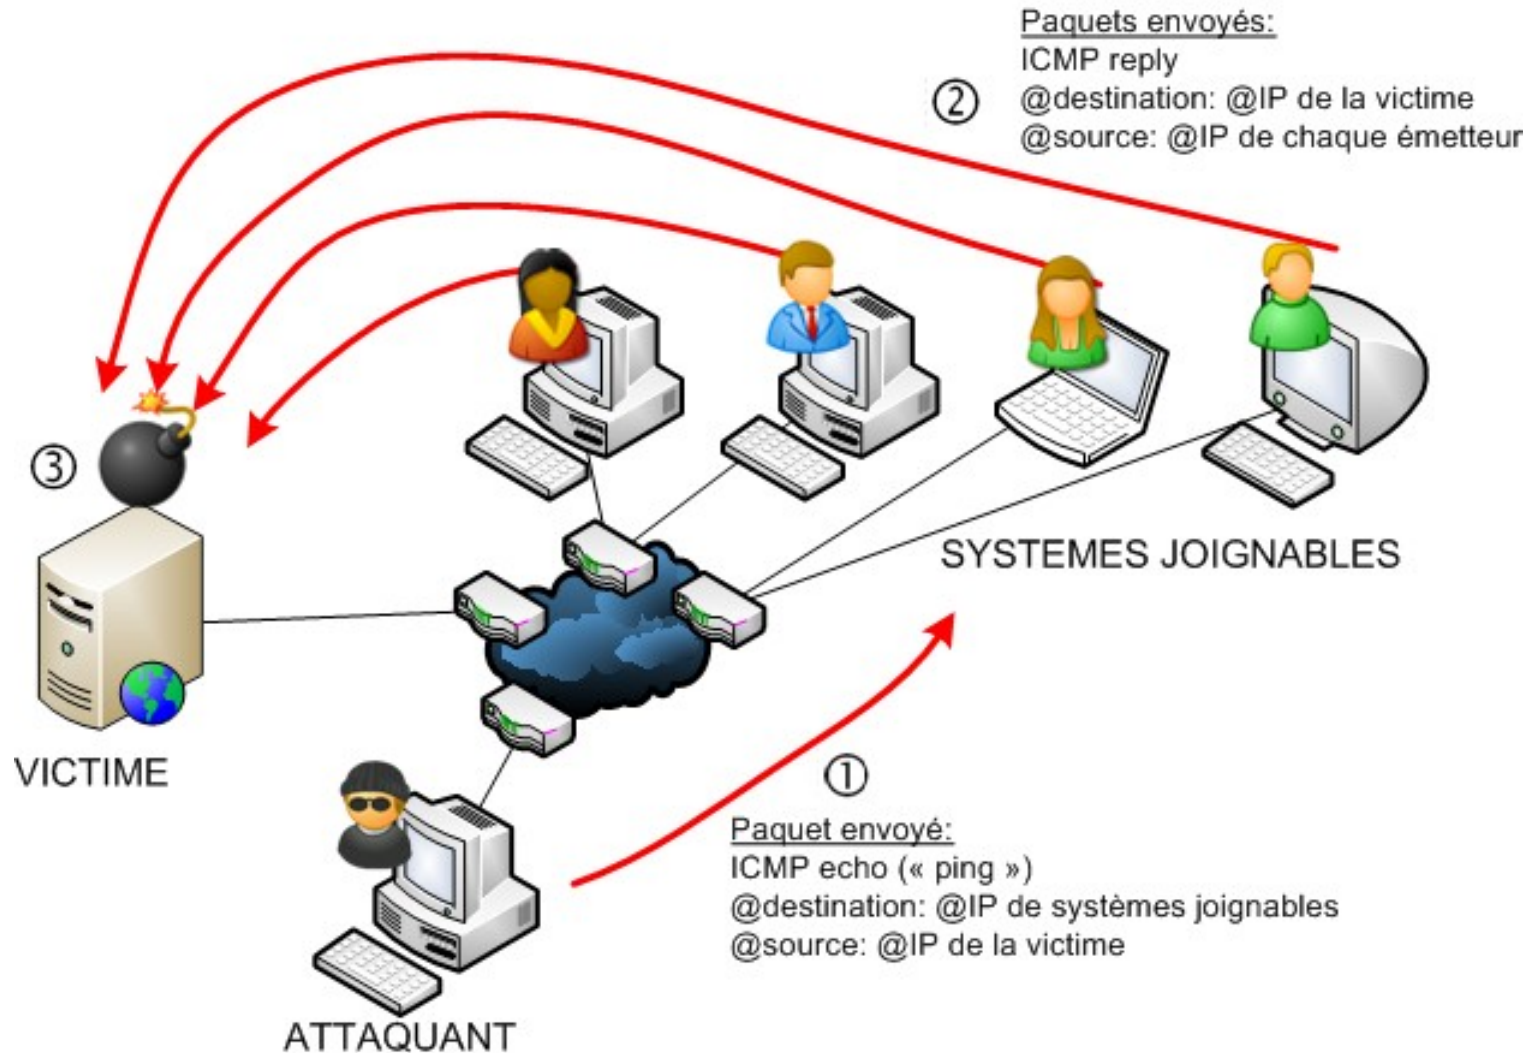 Paquets envoyés:
ICMP reply
②
@destination: @IP de la victime
@source: @IP de chaque émetteur
③
SYSTEMES JOIGNABLES
VICTIME
①
Paquet envoyé:
ICMP echo (« ping »)
@destination: @IP de systèmes joignables
@source: @IP de la victime
ATTAQUANT